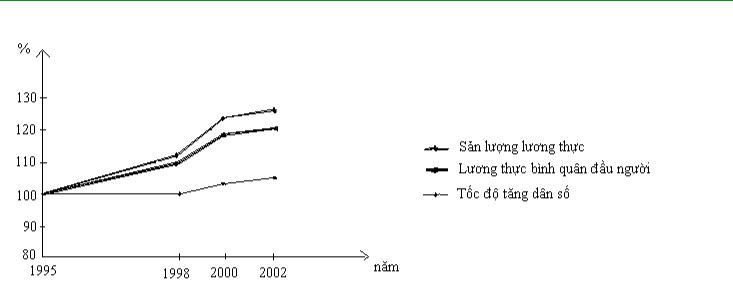 %
130
120
110
100
90
80
1995
1998
2000
2002
năm
Sản lượng lương thực
Lương thực bình quân đầu người
Tốc độ tăng dân số